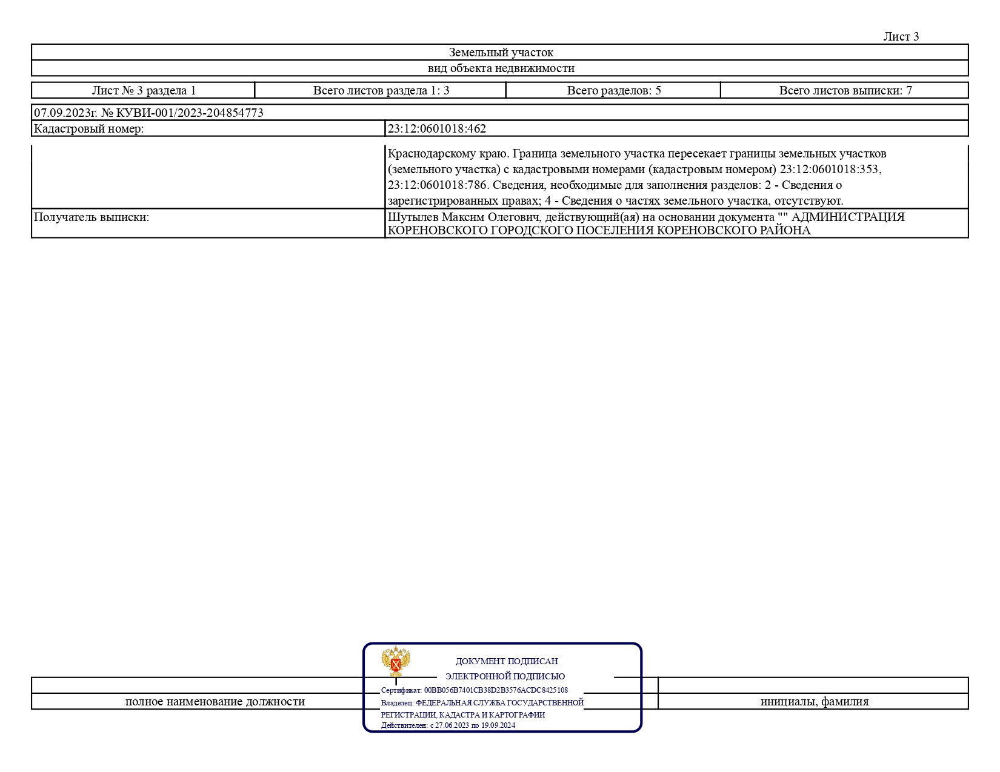 Лист 3
Земельный участок
вид объекта недвижимости
Лист № 3 раздела 1
Всего листов раздела 1: 3
Всего разделов: 5
Всего листов выписки: 7
07.09.2023г. № КУВИ-001/2023-204854773
Кадастровый номер:
23:12:0601018:462
Краснодарскому краю. Граница земельного участка пересекает границы земельных участков
(земельного участка) с кадастровыми номерами (кадастровым номером) 23:12:0601018:353,
23:12:0601018:786. Сведения, необходимые для заполнения разделов: 2 - Сведения о
зарегистрированных правах; 4 - Сведения о частях земельного участка, отсутствуют.
Получатель выписки:
Шутылев Максим Олегович, действующий(ая) на основании документа "" АДМИНИСТРАЦИЯ
КОРЕНОВСКОГО ГОРОДСКОГО ПОСЕЛЕНИЯ КОРЕНОВСКОГО РАЙОНА
ДОКУМЕНТ ПОДПИСАН
ЭЛЕКТРОННОЙ ПОДПИСЬЮ
Сертификат: 00BB056B7401CB38D2B3576ACDC8425108
Владелец: ФЕДЕРАЛЬНАЯ СЛУЖБА ГОСУДАРСТВЕННОЙ
РЕГИСТРАЦИИ, КАДАСТРА И КАРТОГРАФИИ
Действителен: с 27.06.2023 по 19.09.2024
полное наименование должности
инициалы, фамилия